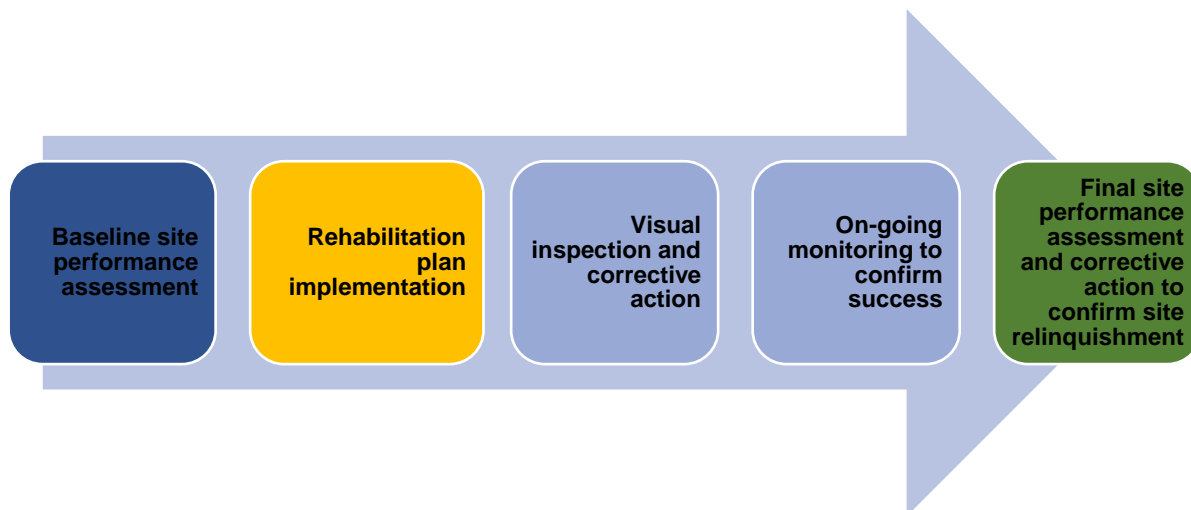 Baseline site
performance
assessment
Rehabilitation
plan
implementation
Visual
inspection and
corrective
action
On-going
monitoring to
confirm
success
Final site
performance
assessment
and corrective
action to
confirm site
relinquishment